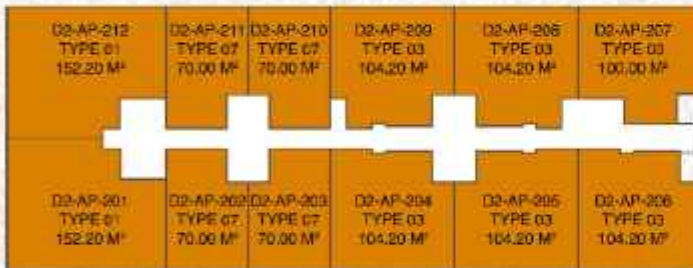 D2-AP-212
TYPE 01
152.20 M²
D2-AP-211
TYPE 07
70.00 M²
D2-AP-210
TYPE 07
70.00 M²
D2-AP-209
TYPE 03
104.20 M²
D2-AP-208
TYPE 03
104.20 M²
D2-AP-207
TYPE 03
100.00 M²
D2-AP-201
TYPE 01
152.20 M²
D2-AP-202
TYPE 07
70.00 M²
D2-AP-203
TYPE 07
70.00 M²
D2-AP-204
TYPE 03
104.20 M²
D2-AP-205
TYPE 03
104.20 M²
D2-AP-206
TYPE 03
104.20 M²